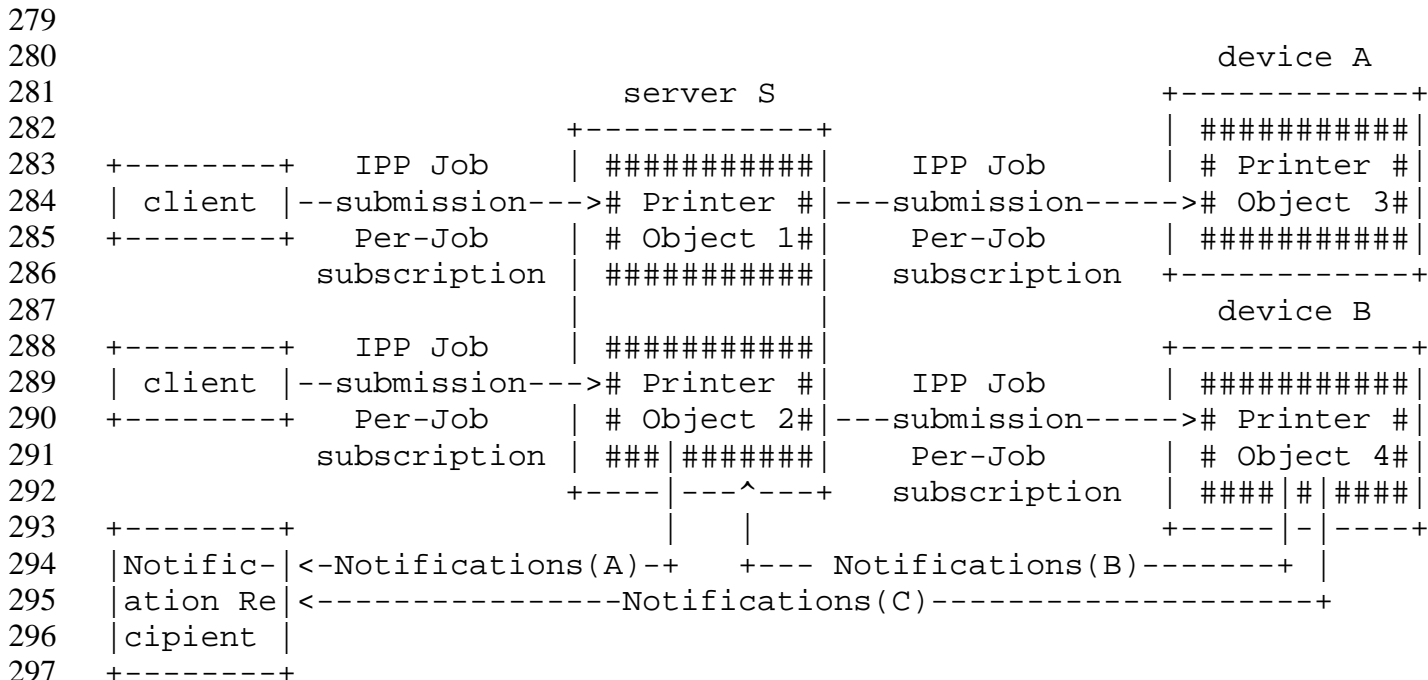 279
280                                                                device A
281                               server S                      +------------+
282                            +------------+                   | ###########|
283   +--------+   IPP Job     | ###########|    IPP Job        | # Printer #|
284   | client |--submission---># Printer #|---submission-----># Object 3#|
285   +--------+   Per-Job     | # Object 1#|    Per-Job        | ###########|
286              subscription | ###########|   subscription  +------------+
287                            |            |                     device B
288   +--------+   IPP Job     | ###########|                 +------------+
289   | client |--submission---># Printer #|    IPP Job        | ###########|
290   +--------+   Per-Job     | # Object 2#|---submission-----># Printer #|
291              subscription | ###|#######|    Per-Job        | # Object 4#|
292                            +----|---^---+   subscription  | ####|#|####|
293   +--------+                    |   |                     +-----|-|----+
294   |Notific-|<-Notifications(A)-+   +--- Notifications(B)-------+ |
295   |ation Re|<----------------Notifications(C)--------------------+
296   |cipient |
297   +--------+